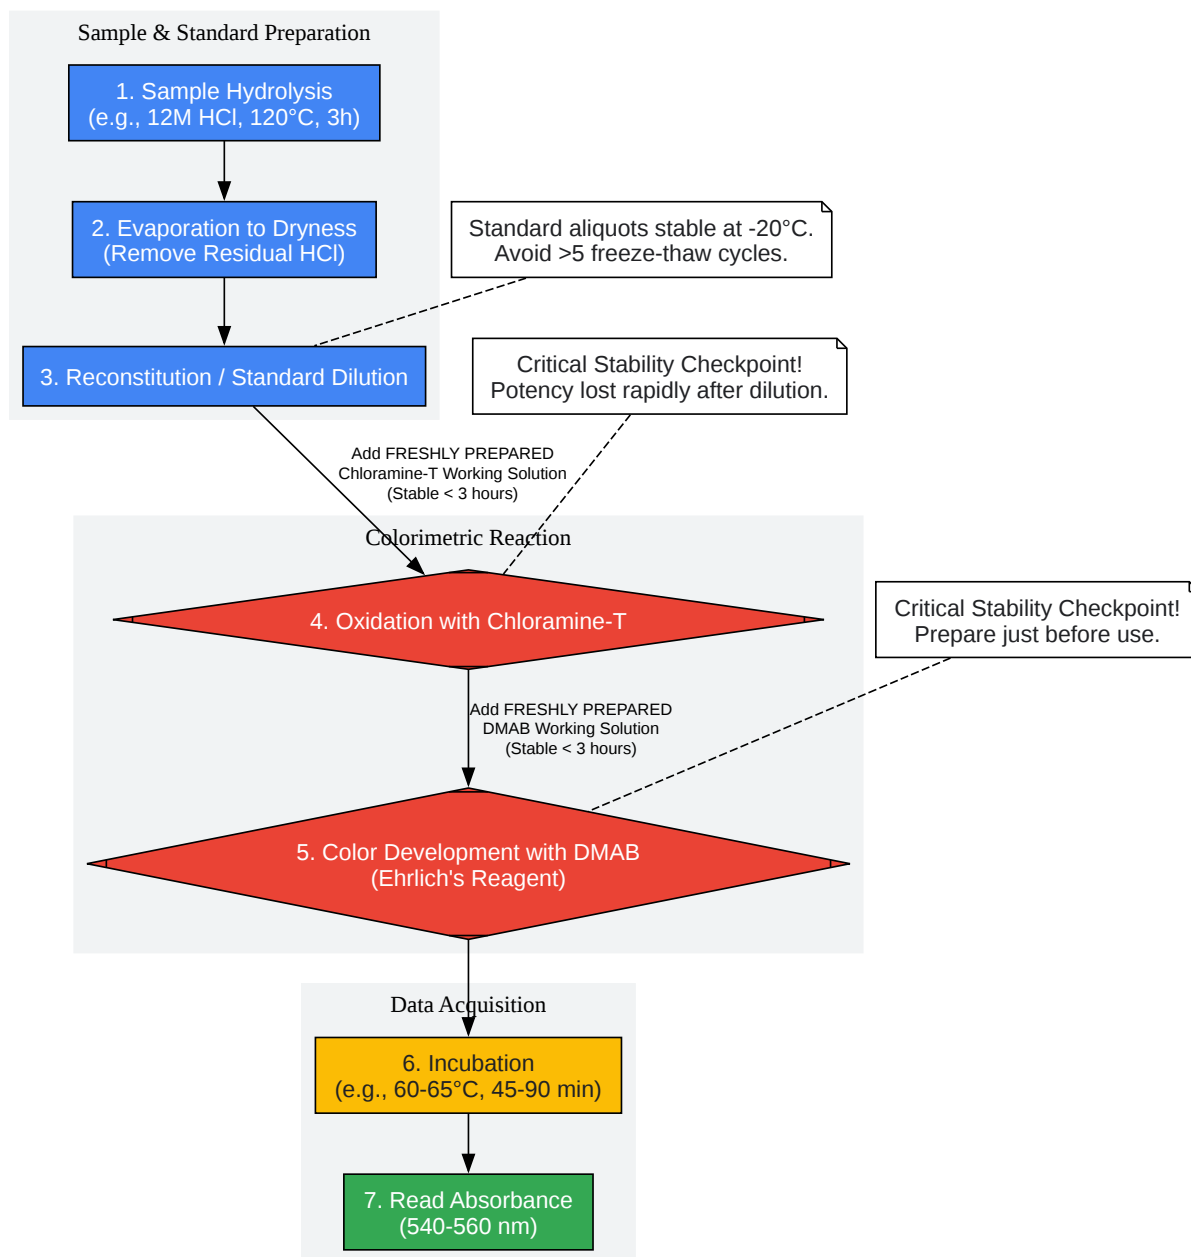 Sample & Standard Preparation
1. Sample Hydrolysis
(e.g., 12M HCl, 120°C, 3h)
2. Evaporation to Dryness
(Remove Residual HCl)
Standard aliquots stable at -20°C.
Avoid >5 freeze-thaw cycles.
3. Reconstitution / Standard Dilution
Critical Stability Checkpoint!
Potency lost rapidly after dilution.
Add FRESHLY PREPARED
Chloramine-T Working Solution
(Stable < 3 hours)
Colorimetric Reaction
4. Oxidation with Chloramine-T
Critical Stability Checkpoint!
Prepare just before use.
Add FRESHLY PREPARED
DMAB Working Solution
(Stable < 3 hours)
5. Color Development with DMAB
(Ehrlich's Reagent)
Data Acquisition
6. Incubation
(e.g., 60-65°C, 45-90 min)
7. Read Absorbance
(540-560 nm)